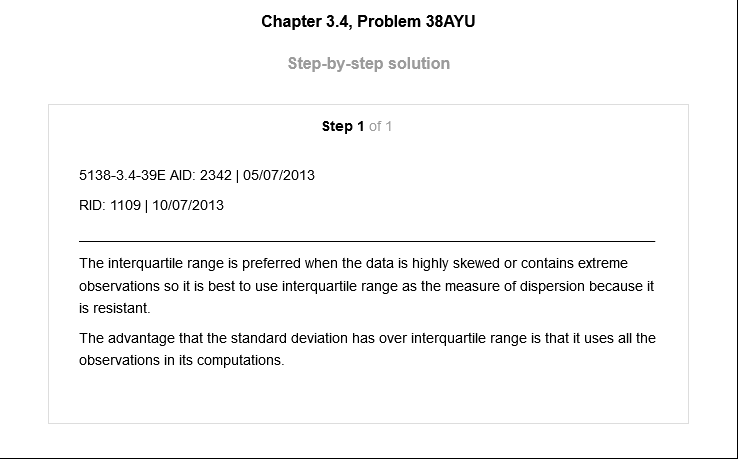 Chapter 3.4, Problem 38AYU
Step-by-step solution
Step 1 of 1
5138-3.4-39E AID: 2342 | 05/07/2013
RID: 1109 | 10/07/2013
The interquartile range is preferred when the data is highly skewed or contains extreme
observations so it is best to use interquartile range as the measure of dispersion because it
is resistant.
The advantage that the standard deviation has over interquartile range is that it uses all the
observations in its computations.